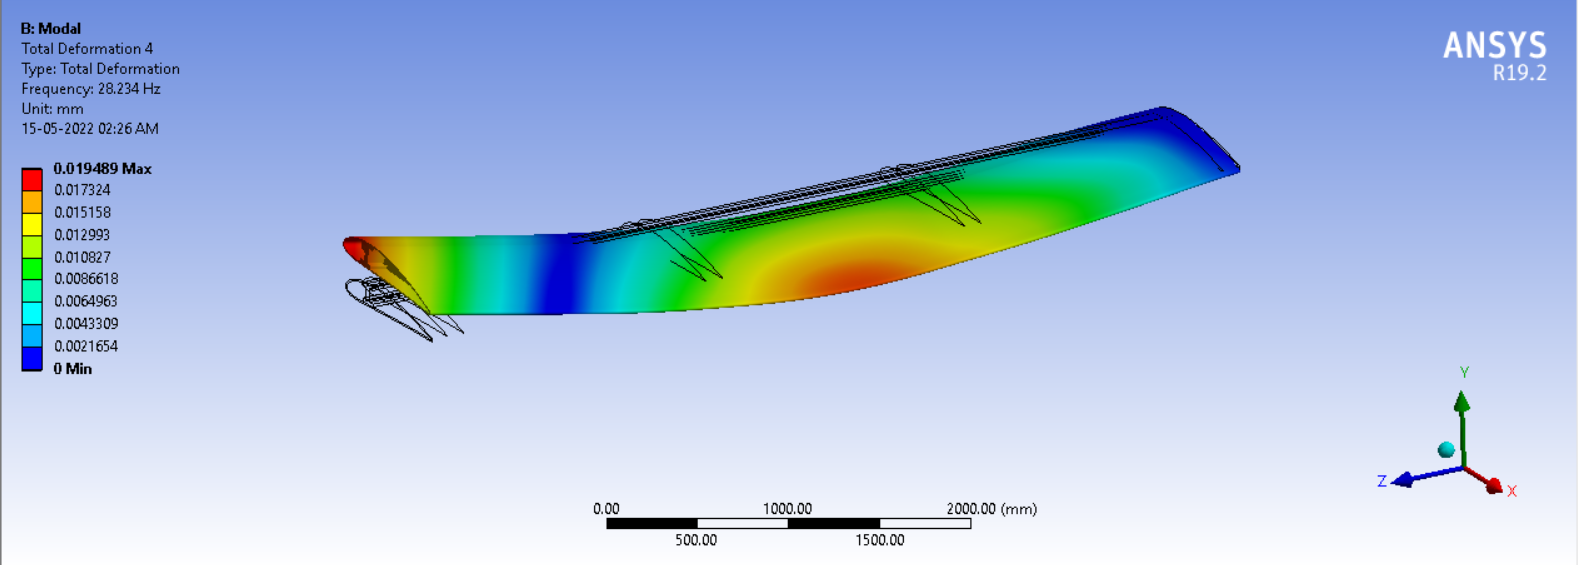 B: Modal
Total Deformation 4
Type: Total Deformation
Frequency: 28.234 Hz
Unit: mm
15-05-2022 02:26 AM
0.019489 Max
0.017324
0.015158
0.012993
0.010827
0.0086618
0.0064963
0.0043309
0.0021654
0 Min
ANSYS
R19.2
Y
Z
X
0.00 1000.00 2000.00 (mm)
500.00 1500.00